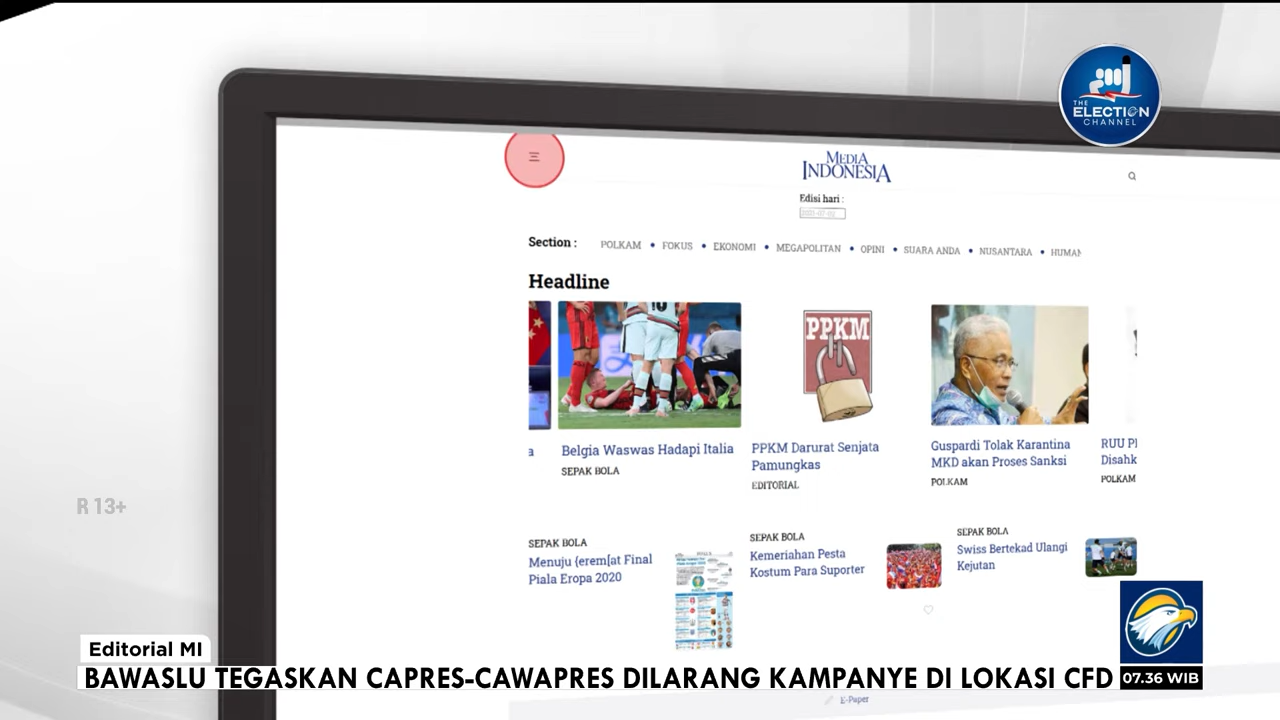 THE
ELECTION
CHANNEL
MEDIA
INDONESIA
Edisi hari :
Section :
POLKAM • FOKUS • EKONOMI • MEGAPOLITAN • OPINI • SUARA ANDA • NUSANTARA • HUMAN
Headline
PPKM
a
Belgia Waswas Hadapi Italia
SEPAK BOLA
PPKM Darurat Senjata
Pamungkas
EDITORIAL
Guspardi Tolak Karantina
MKD akan Proses Sanksi
POLKAM
RUU P
Disahk
POLKAM
R 13+
SEPAK BOLA
Menuju {erem[at Final
Piala Eropa 2020
SEPAK BOLA
Kemeriahan Pesta
Kostum Para Suporter
SEPAK BOLA
Swiss Bertekad Ulangi
Kejutan
Editorial MI
BAWASLU TEGASKAN CAPRES-CAWAPRES DILARANG KAMPANYE DI LOKASI CFD
07.36 WIB
E-Paper